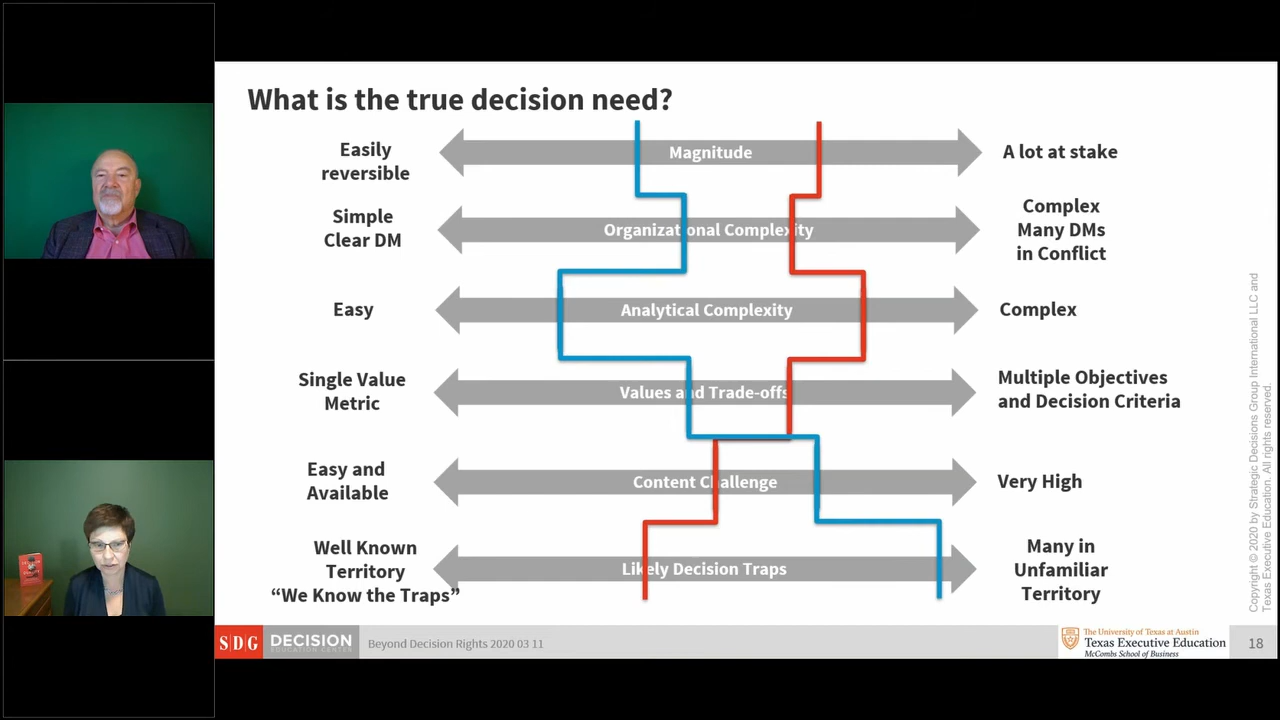 What is the true decision need?
Easily
reversible
Magnitude
A lot at stake
Simple
Clear DM
Organizational Complexity
Complex
Many DMs
in Conflict
Easy
Analytical Complexity
Complex
Single Value
Metric
Values and Trade-offs
Multiple Objectives
and Decision Criteria
Easy and
Available
Content Challenge
Very High
Well Known
Territory
“We Know the Traps”
Likely Decision Traps
Many in
Unfamiliar
Territory
Copyright © 2020 by Strategic Decisions Group International LLC and
Texas Executive Education. All rights reserved.
S|D|G
DECISION
EDUCATION CENTER
Beyond Decision Rights 2020 03 11
The University of Texas at Austin
Texas Executive Education
McCombs School of Business
18